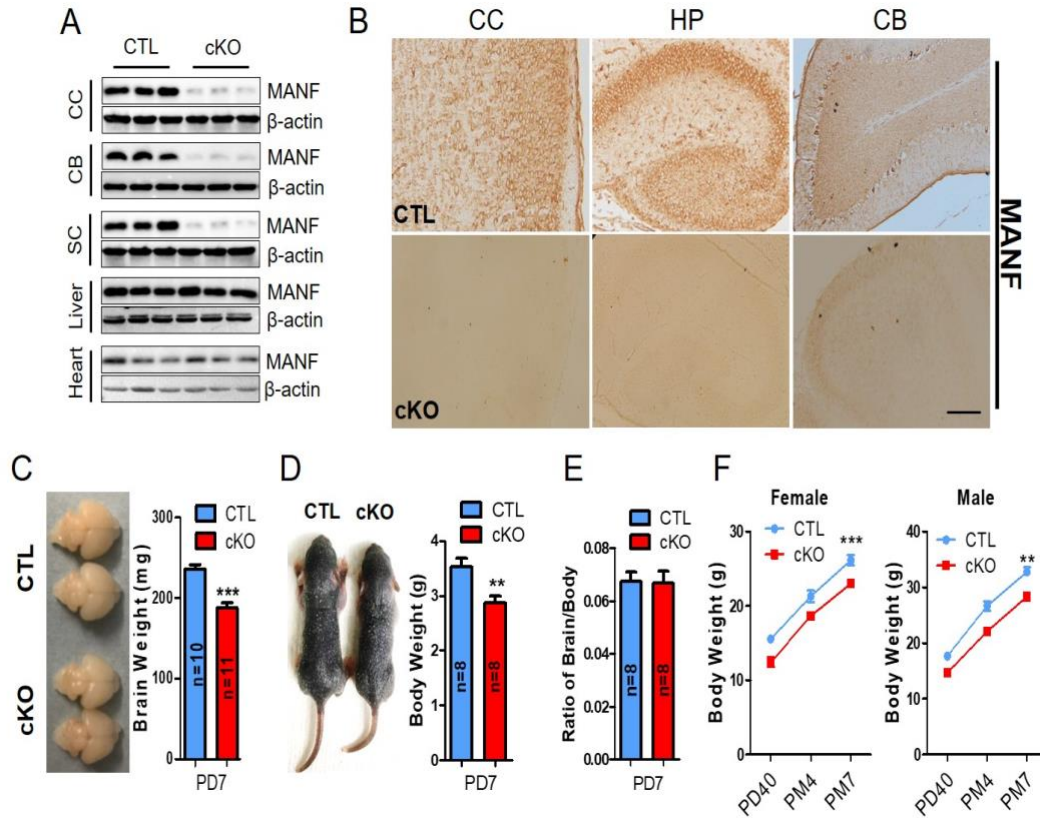 A
CTL cKO
CC
MANF
β-actin
CB
MANF
β-actin
SC
MANF
β-actin
Liver
MANF
β-actin
Heart
MANF
β-actin
B
CC HP CB
CTL
cKO
MANF
C
CTL
cKO
Brain Weight (mg)
CTL
cKO
300
200
100
0
***
n=10
n=11
PD7
D
CTL cKO
Body Weight (g)
CTL
cKO
4
3
2
1
0
**
n=8
n=8
PD7
E
CTL
cKO
Ratio of Brain/Body
0.08
0.06
0.04
0.02
0.00
n=8
n=8
PD7
F
Female
CTL
cKO
***
Body Weight (g)
30
20
10
0
PD40
PM4
PM7
Male
CTL
cKO
**
Body Weight (g)
40
30
20
10
0
PD40
PM4
PM7